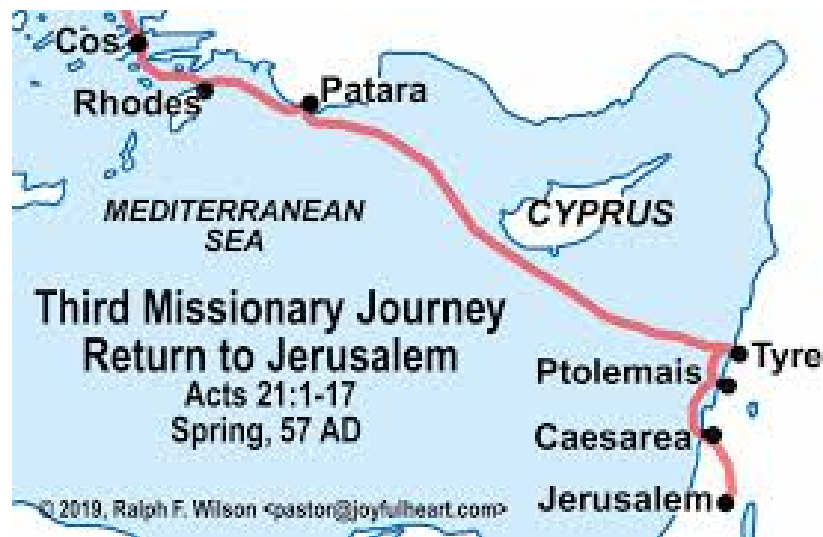 Cos
Rhodes
Patara
MEDITERRANEAN
SEA
CYPRUS
Third Missionary Journey
Return to Jerusalem
Acts 21:1-17
Spring, 57 AD
Tyre
Ptolemais
Caesarea
Jerusalem
© 2019, Ralph F. Wilson <pastor@joyfulheart.com>